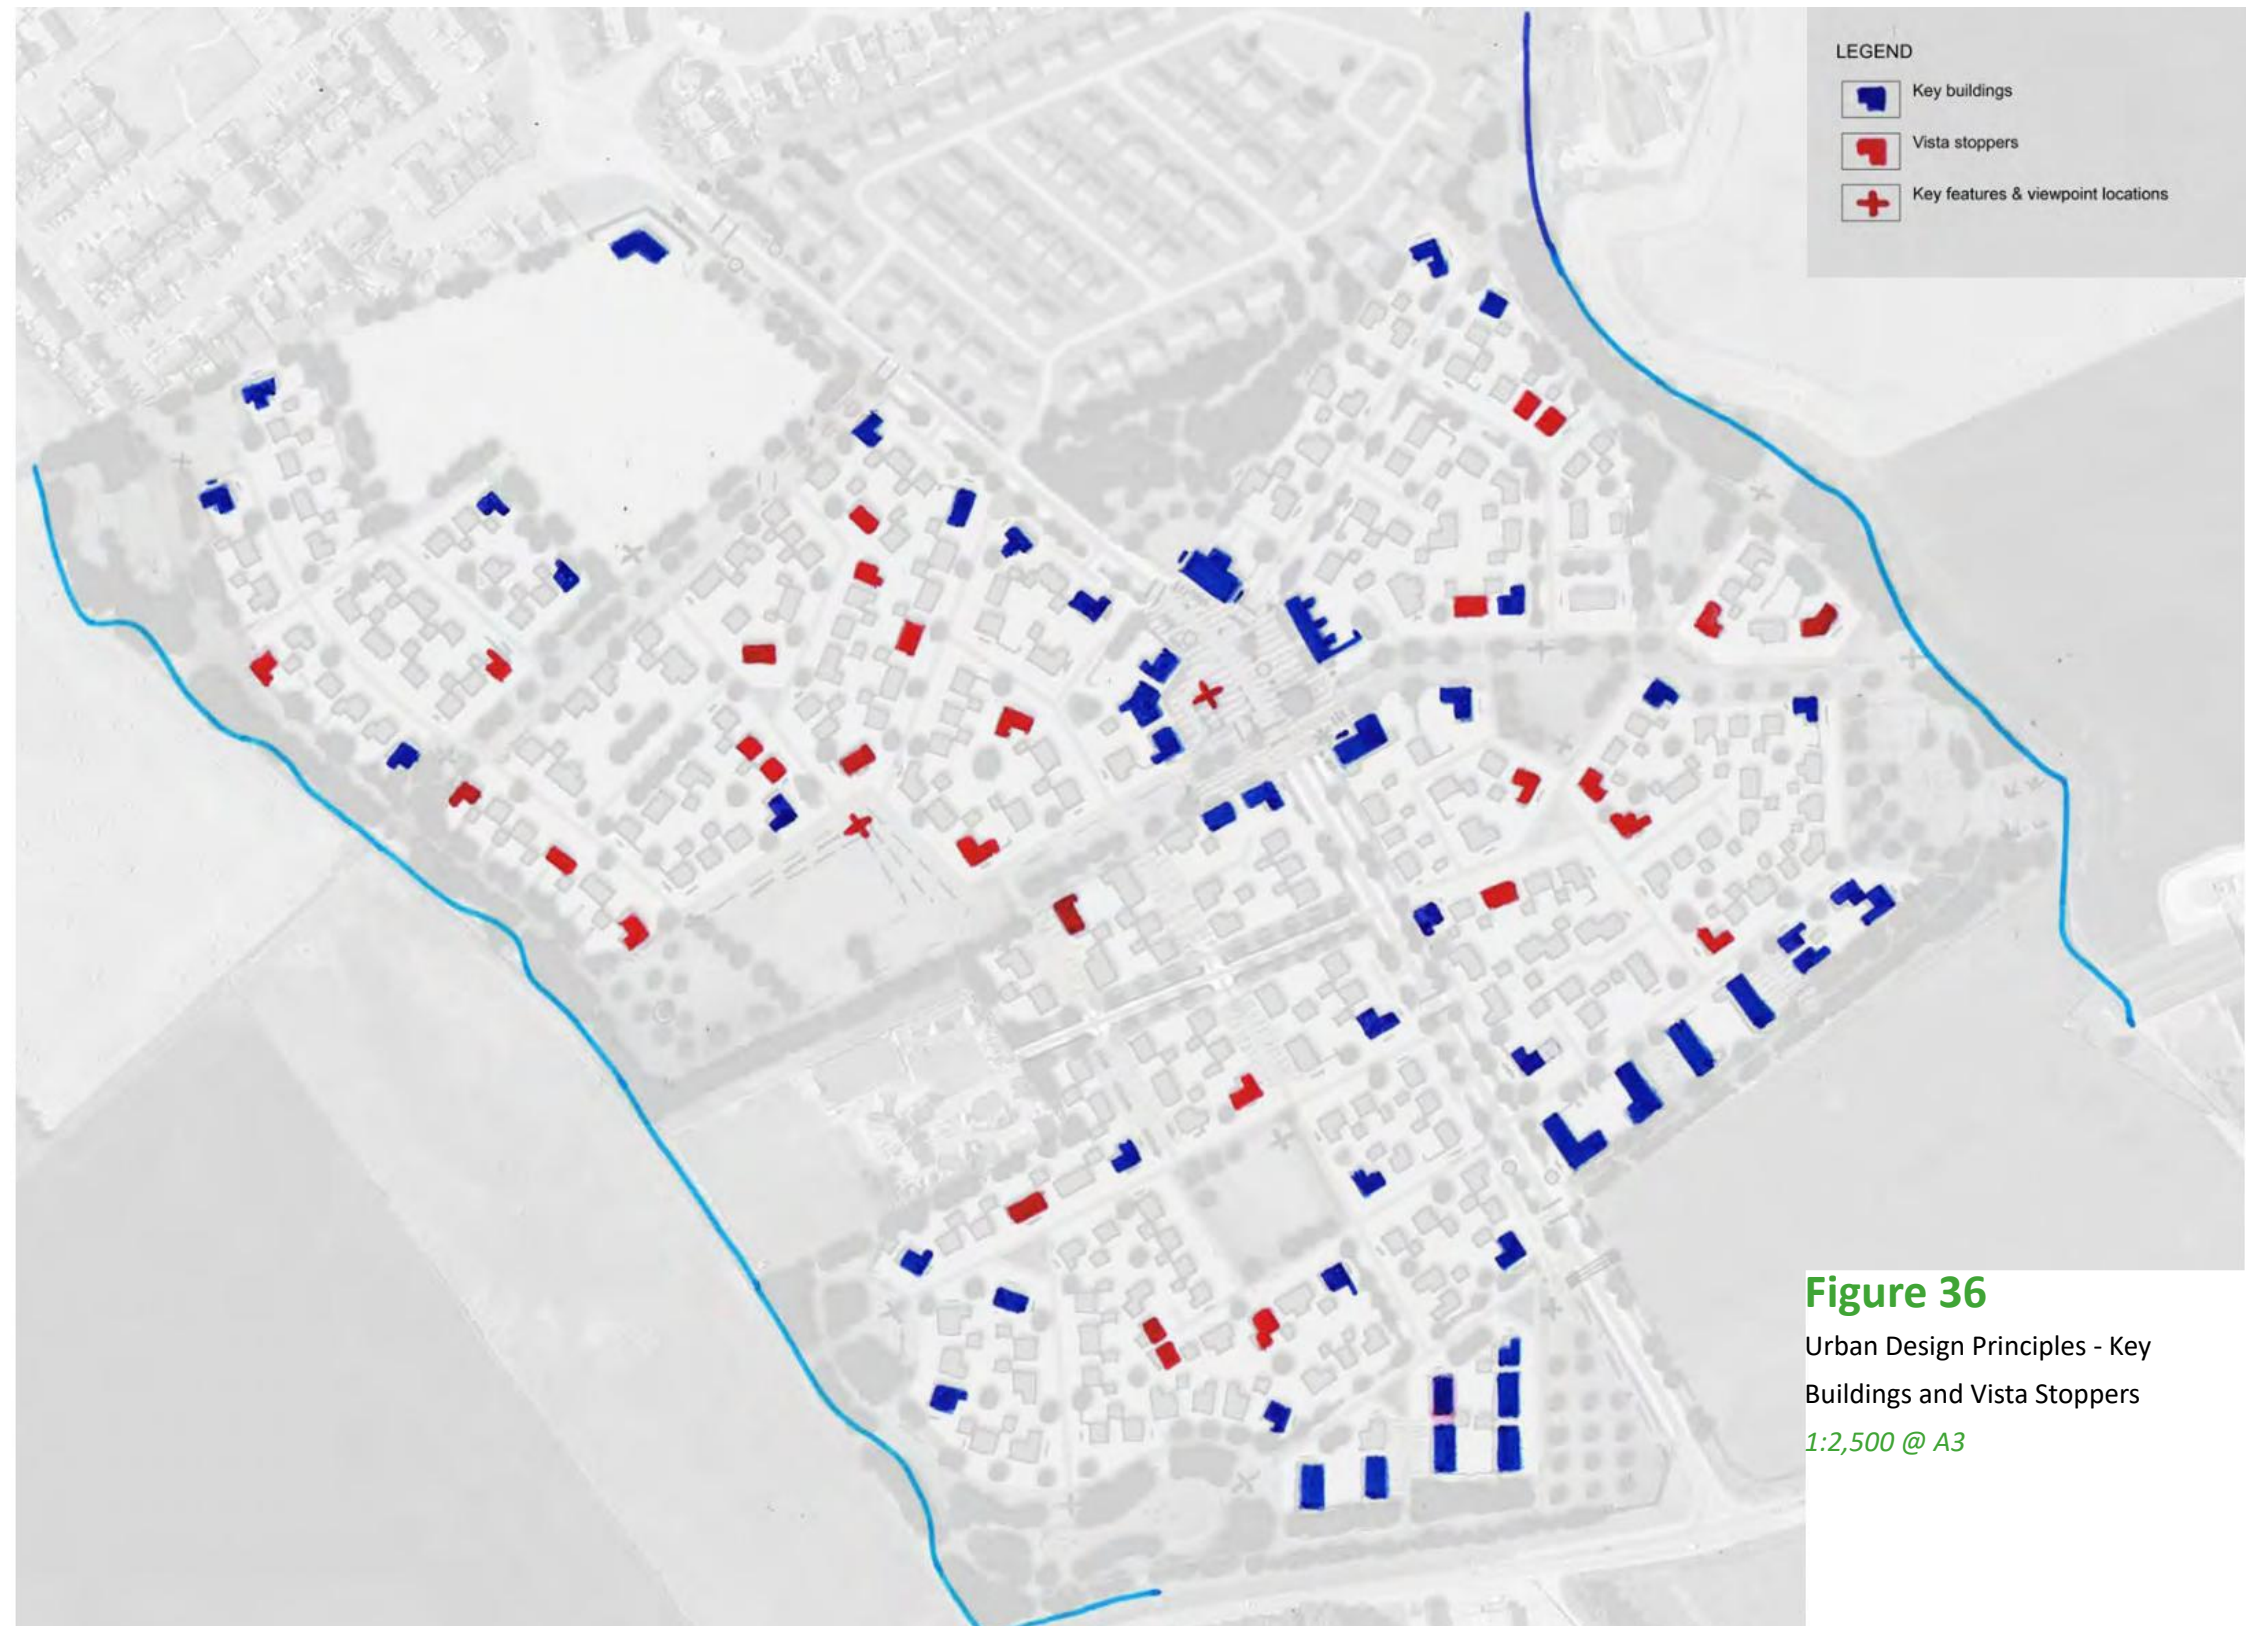 LEGEND
Key buildings
Vista stoppers
Key features & viewpoint locations
Figure 36
Urban Design Principles - Key
Buildings and Vista Stoppers
1:2,500 @ A3